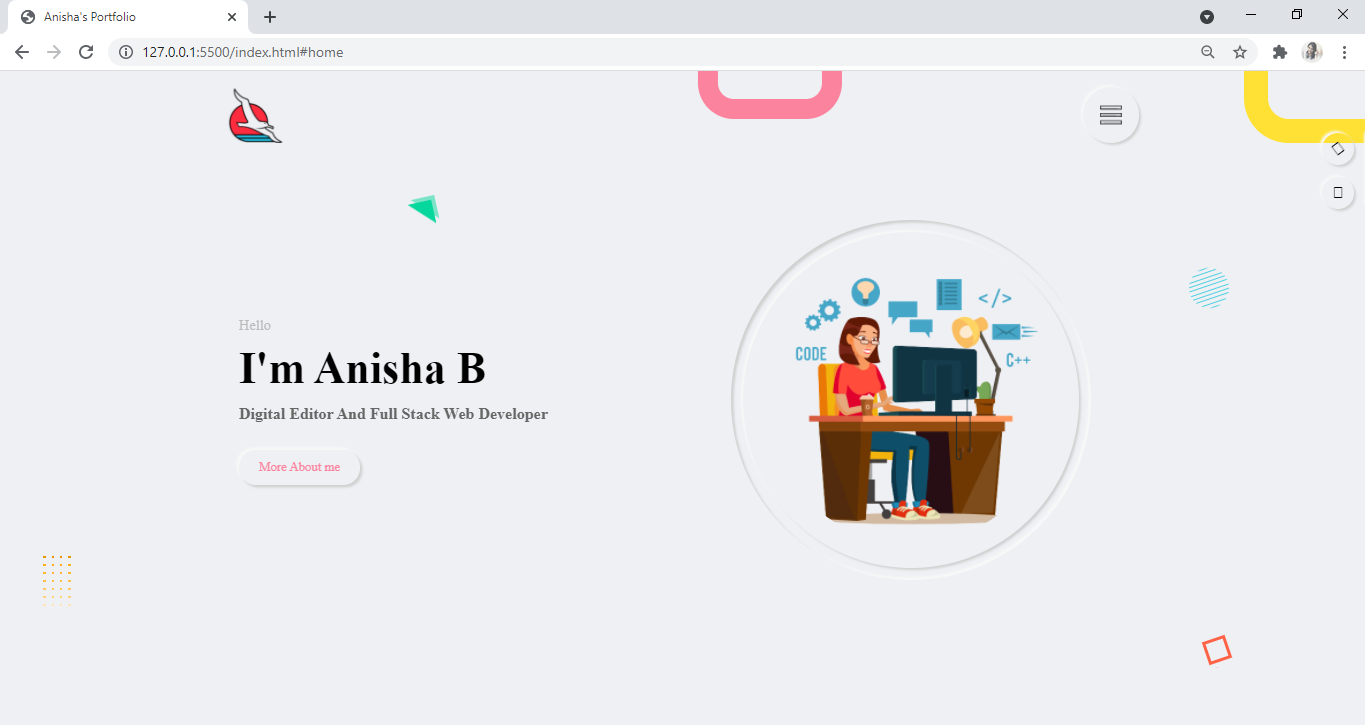 Anisha's Portfolio
127.0.0.1:5500/index.html#home
Hello
I'm Anisha B
Digital Editor And Full Stack Web Developer
More About me
</>
CODE
C++